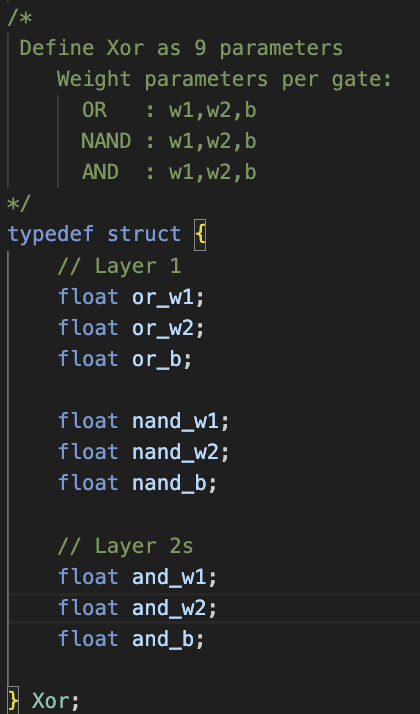 /*
Define Xor as 9 parameters
Weight parameters per gate:
OR   : w1,w2,b
NAND : w1,w2,b
AND  : w1,w2,b
*/
typedef struct {
// Layer 1
float or_w1;
float or_w2;
float or_b;
float nand_w1;
float nand_w2;
float nand_b;
// Layer 2s
float and_w1;
float and_w2;
float and_b;
} Xor;